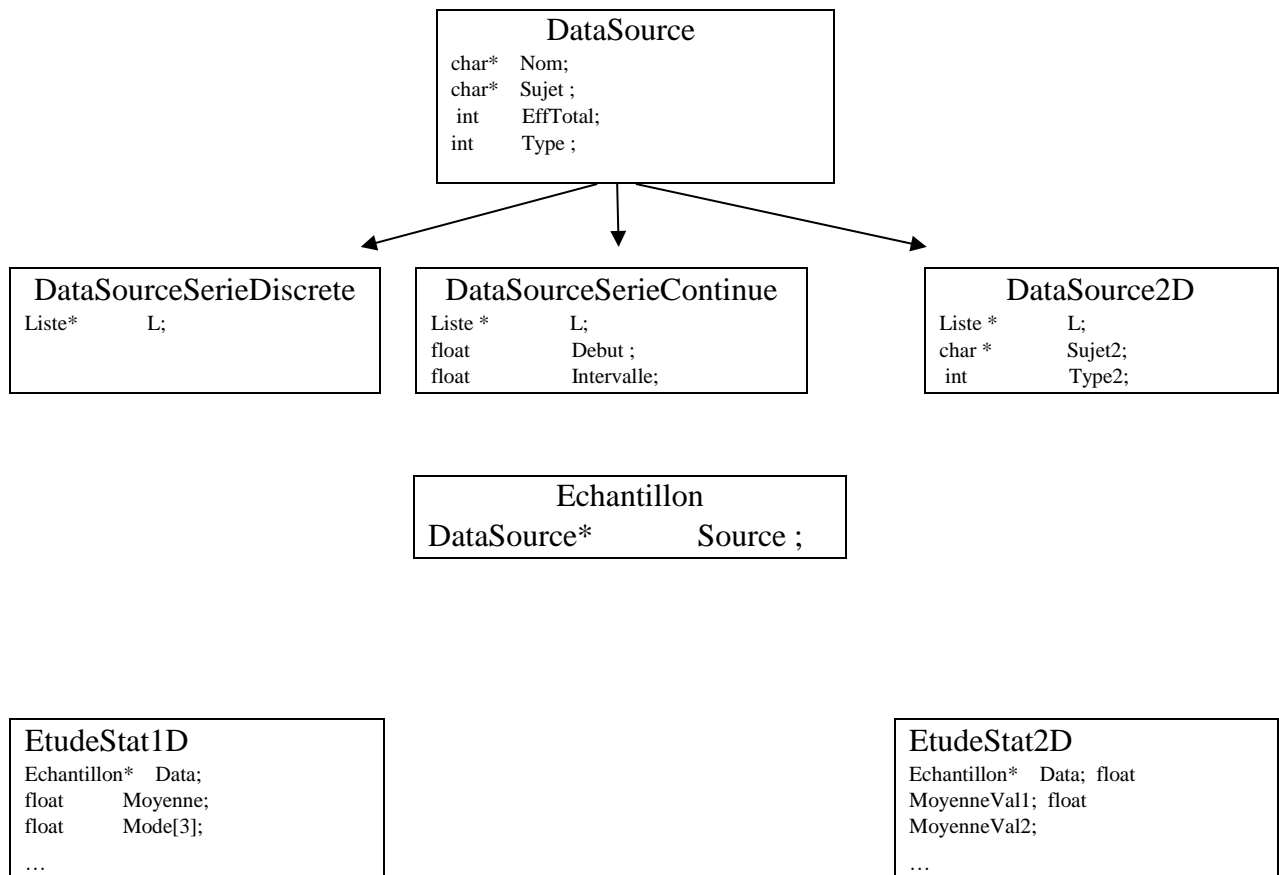 DataSource
char* Nom;
char* Sujet ;
int EffTotal;
int Type ;
DataSourceSerieDiscrete
Liste* L;
DataSourceSerieContinue
Liste * L;
float Debut ;
float Intervalle;
DataSource2D
Liste * L;
char * Sujet2;
int Type2;
Echantillon
DataSource* Source ;
EtudeStat1D
Echantillon* Data;
float Moyenne;
float Mode[3];
…
EtudeStat2D
Echantillon* Data; float
MoyenneVal1; float
MoyenneVal2;
…